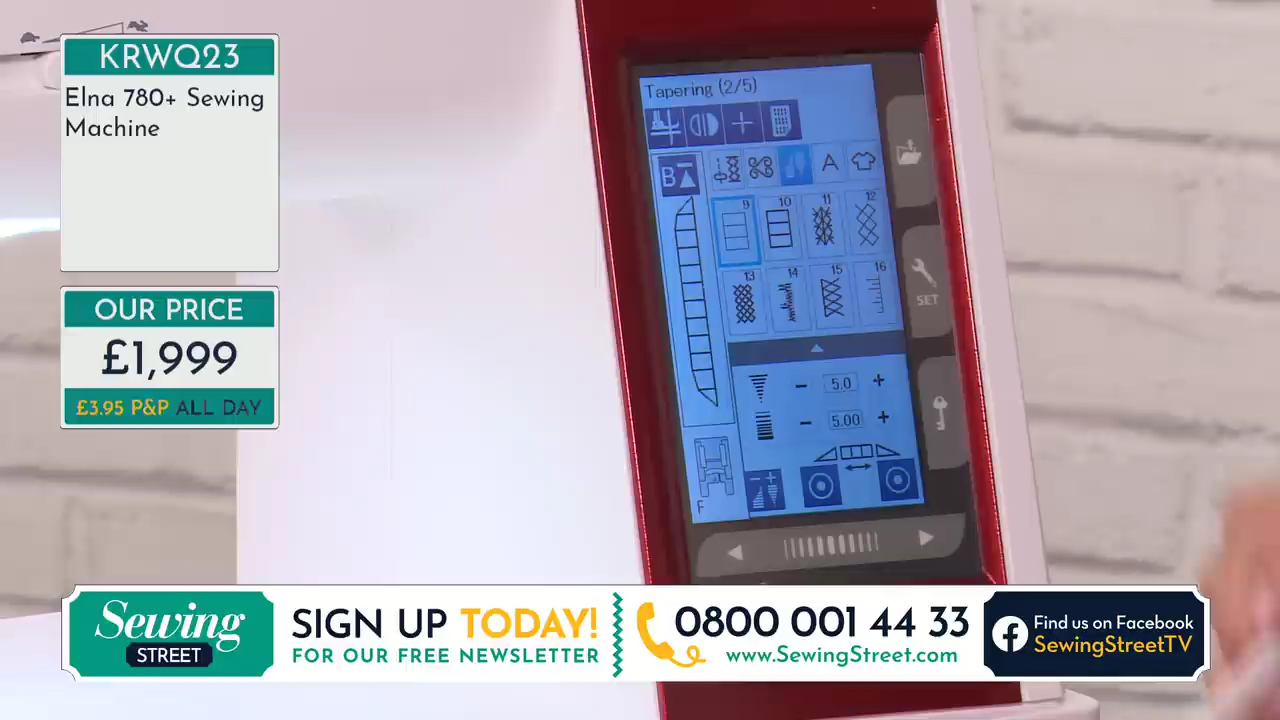 KRWQ23
Elna 780+ Sewing
Machine
OUR PRICE
£1,999
£3.95 P&P ALL DAY
Tapering (2/5)
B
A
9 10 11 12
13 14 15 16
SET
- 5.0 +
- 5.00 +
F
Sewing
STREET
SIGN UP TODAY!
FOR OUR FREE NEWSLETTER
0800 001 44 33
www.SewingStreet.com
Find us on Facebook
SewingStreetTV